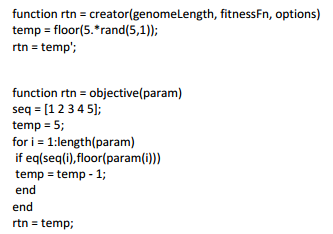 function rtn = creator(genomeLength, fitnessFn, options)
temp = floor(5.*rand(5,1));
rtn = temp';
function rtn = objective(param)
seq = [1 2 3 4 5];
temp = 5;
for i = 1:length(param)
if eq(seq(i),floor(param(i)))
temp = temp - 1;
end
end
rtn = temp;